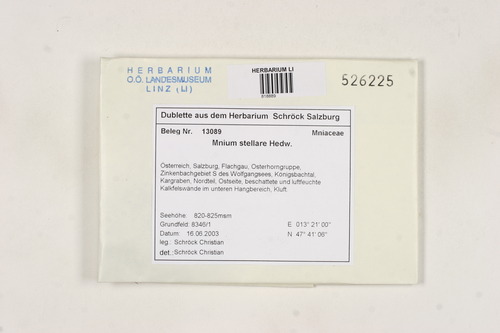 HERBARIUM
O.Ö. LANDESMUSEUM
LINZ (LI)
HERBARIUM LI
526225
Dublette aus dem Herbarium Schröck Salzburg
Beleg Nr. 13089 Mniaceae
Mnium stellare Hedw.
Österreich, Salzburg, Flachgau, Osterhorngruppe,
Zinkenbachgebiet S des Wolfgangsees, Königsbachtal,
Kargraben, Nordteil, Ostseite; beschattete und luftfeuchte
Kalkfelswände im unteren Hangbereich, Kluft.
Seehöhe: 820-825msm
Grundfeld: 8346/1 E 013° 21' 00"
Datum: 16.06.2003 N 47° 41' 06"
leg.: Schröck Christian
det.: Schröck Christian